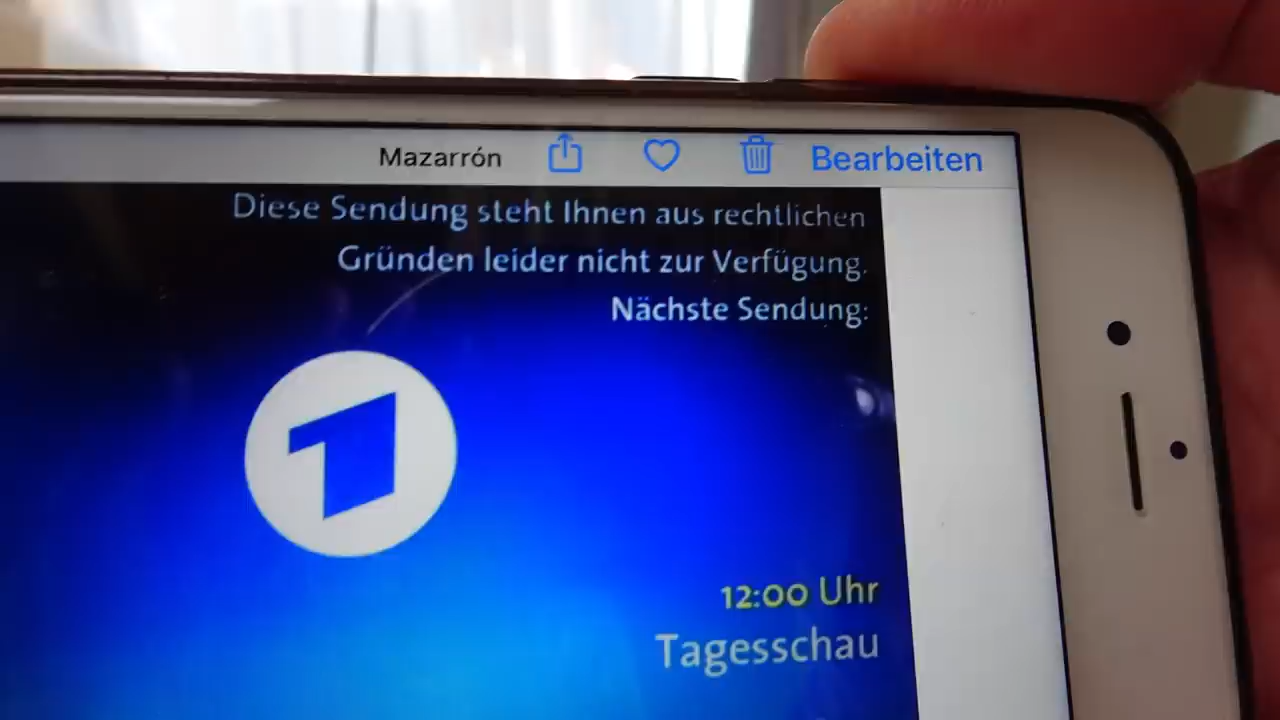 Mazarrón Bearbeiten
Diese Sendung steht Ihnen aus rechtlichen
Gründen leider nicht zur Verfügung.
Nächste Sendung:
1
12:00 Uhr
Tagesschau